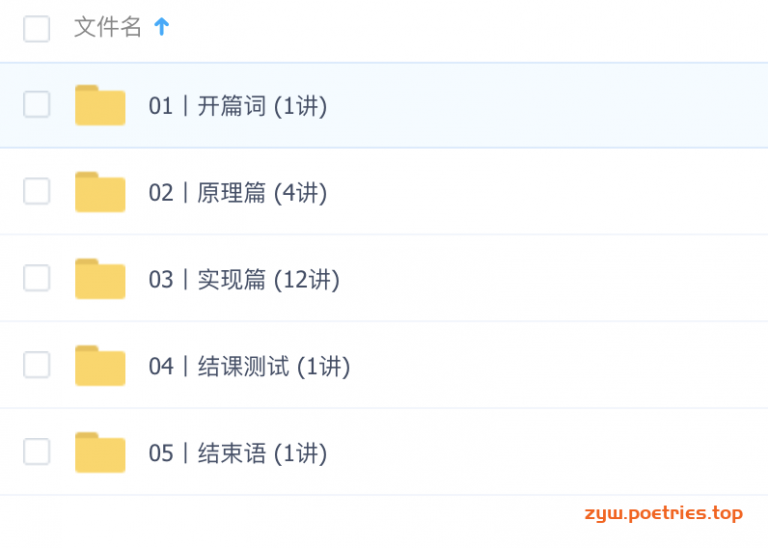 文件名
01丨开篇词 (1讲)
02丨原理篇 (4讲)
03丨实现篇 (12讲)
04丨结课测试 (1讲)
05丨结束语 (1讲)
zyw.poetries.top